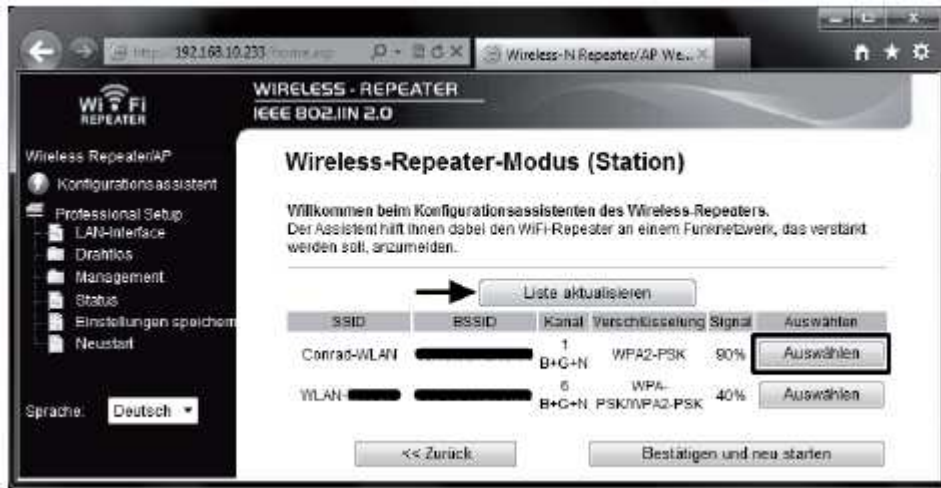 http://192.168.10.233/home.asp
Wireless-N Repeater/AP We...
Wi Fi
REPEATER
WIRELESS - REPEATER
IEEE 802.11N 2.0
Wireless Repeater/AP
Konfigurationsassistent
Professional Setup
LAN-Interface
Drahtlos
Management
Status
Einstellungen speichern
Neustart
Sprache: Deutsch
Wireless-Repeater-Modus (Station)
Willkommen beim Konfigurationsassistenten des Wireless-Repeaters.
Der Assistent hilft Ihnen dabei den WiFi-Repeater an einem Funknetzwerk, das verstärkt
werden soll, anzumelden.
Liste aktualisieren
SSID BSSID Kanal Verschlüsselung Signal Auswählen
Conrad-WLAN 1 B+G+N WPA2-PSK 90% Auswählen
WLAN- 6 B+G+N WPA-PSK/WPA2-PSK 40% Auswählen
<< Zurück Bestätigen und neu starten